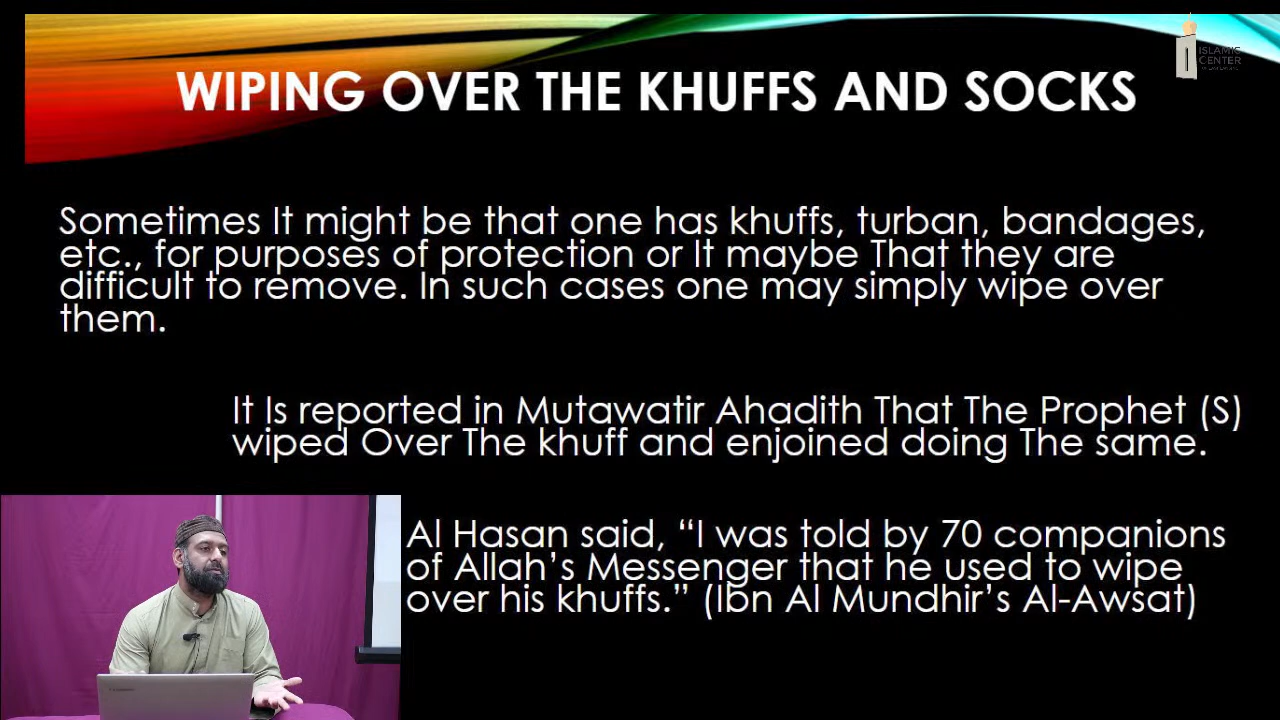 ISLAMIC
CENTER
WIPING OVER THE KHUFFS AND SOCKS
Sometimes It might be that one has khuffs, turban, bandages,
etc., for purposes of protection or It maybe That they are
difficult to remove. In such cases one may simply wipe over
them.
It Is reported in Mutawatir Ahadith That The Prophet (S)
wiped Over The khuff and enjoined doing The same.
Al Hasan said, “I was told by 70 companions
of Allah’s Messenger that he used to wipe
over his khuffs.” (Ibn Al Mundhir’s Al-Awsat)